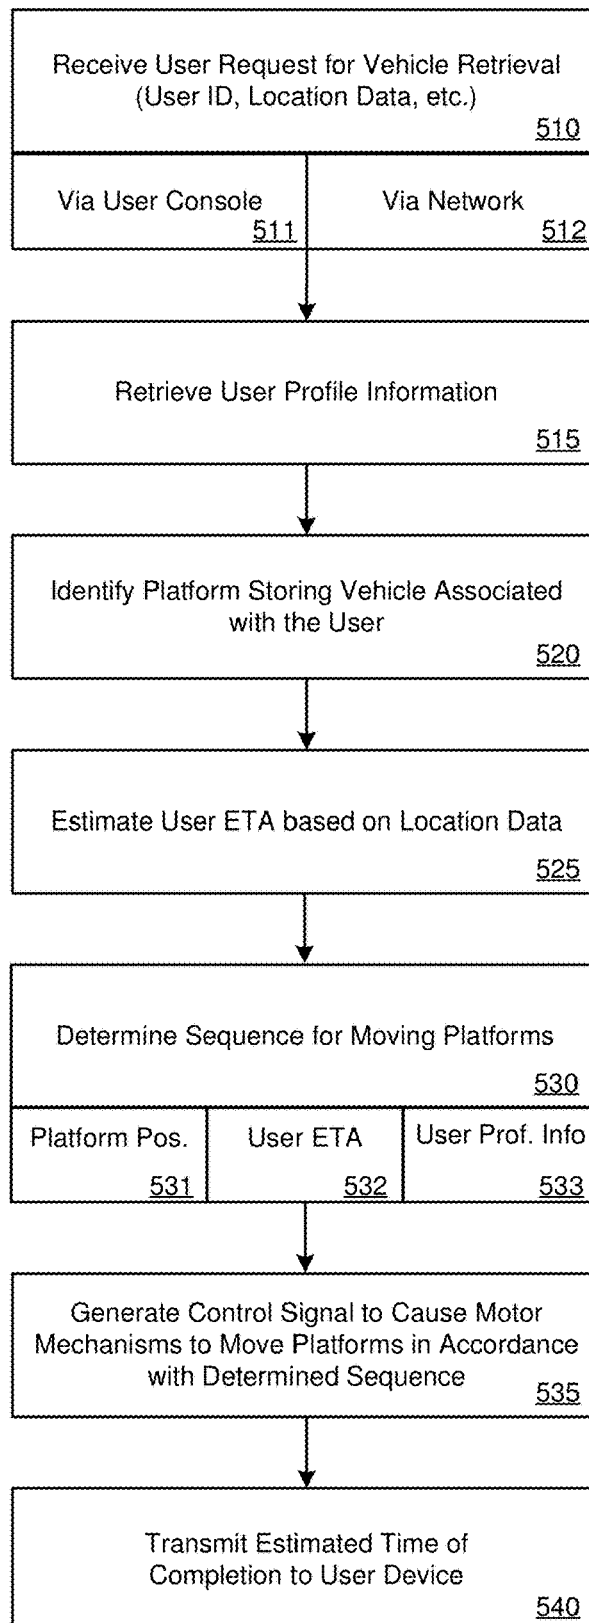 Receive User Request for Vehicle Retrieval
(User ID, Location Data, etc.)
510
Via User Console
511
Via Network
512
Retrieve User Profile Information
515
Identify Platform Storing Vehicle Associated
with the User
520
Estimate User ETA based on Location Data
525
Determine Sequence for Moving Platforms
530
Platform Pos.
531
User ETA
532
User Prof. Info
533
Generate Control Signal to Cause Motor
Mechanisms to Move Platforms in Accordance
with Determined Sequence
535
Transmit Estimated Time of
Completion to User Device
540